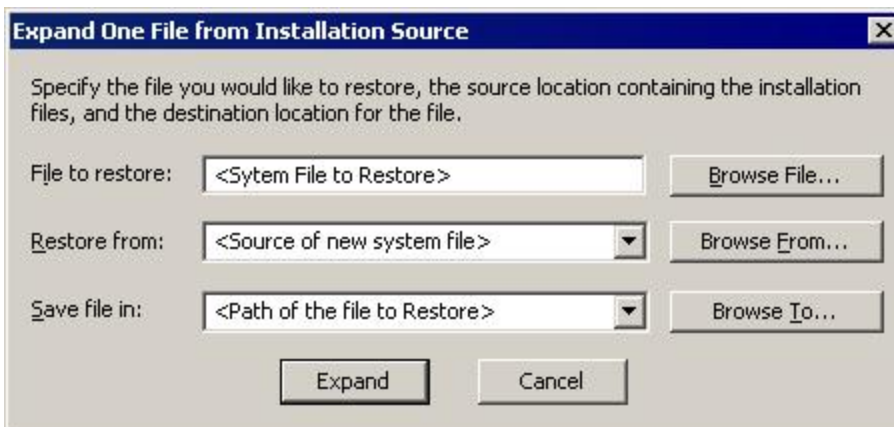 Expand One File from Installation Source
Specify the file you would like to restore, the source location containing the installation
files, and the destination location for the file.
File to restore: <Sytem File to Restore> Browse File...
Restore from: <Source of new system file> Browse From...
Save file in: <Path of the file to Restore> Browse To...
Expand Cancel